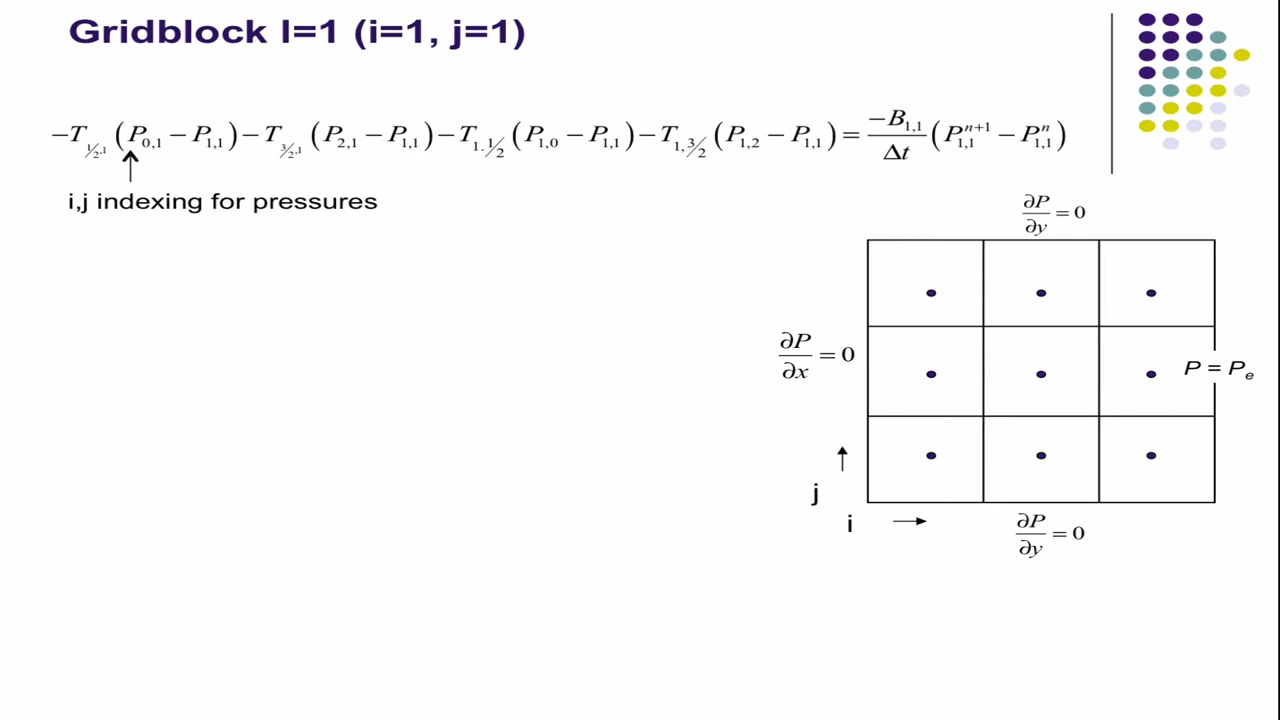 Gridblock I=1 (i=1, j=1)
−T_{1/2,1} (P_{0,1} − P_{1,1}) − T_{3/2,1} (P_{2,1} − P_{1,1}) − T_{1.1/2} (P_{1,0} − P_{1,1}) − T_{1,3/2} (P_{1,2} − P_{1,1}) = \frac{−B_{1,1}}{Δt} (P_{1,1}^{n+1} − P_{1,1}^{n})
i,j indexing for pressures
∂P/∂y = 0
∂P/∂x = 0
P = P_e
j
i
∂P/∂y = 0